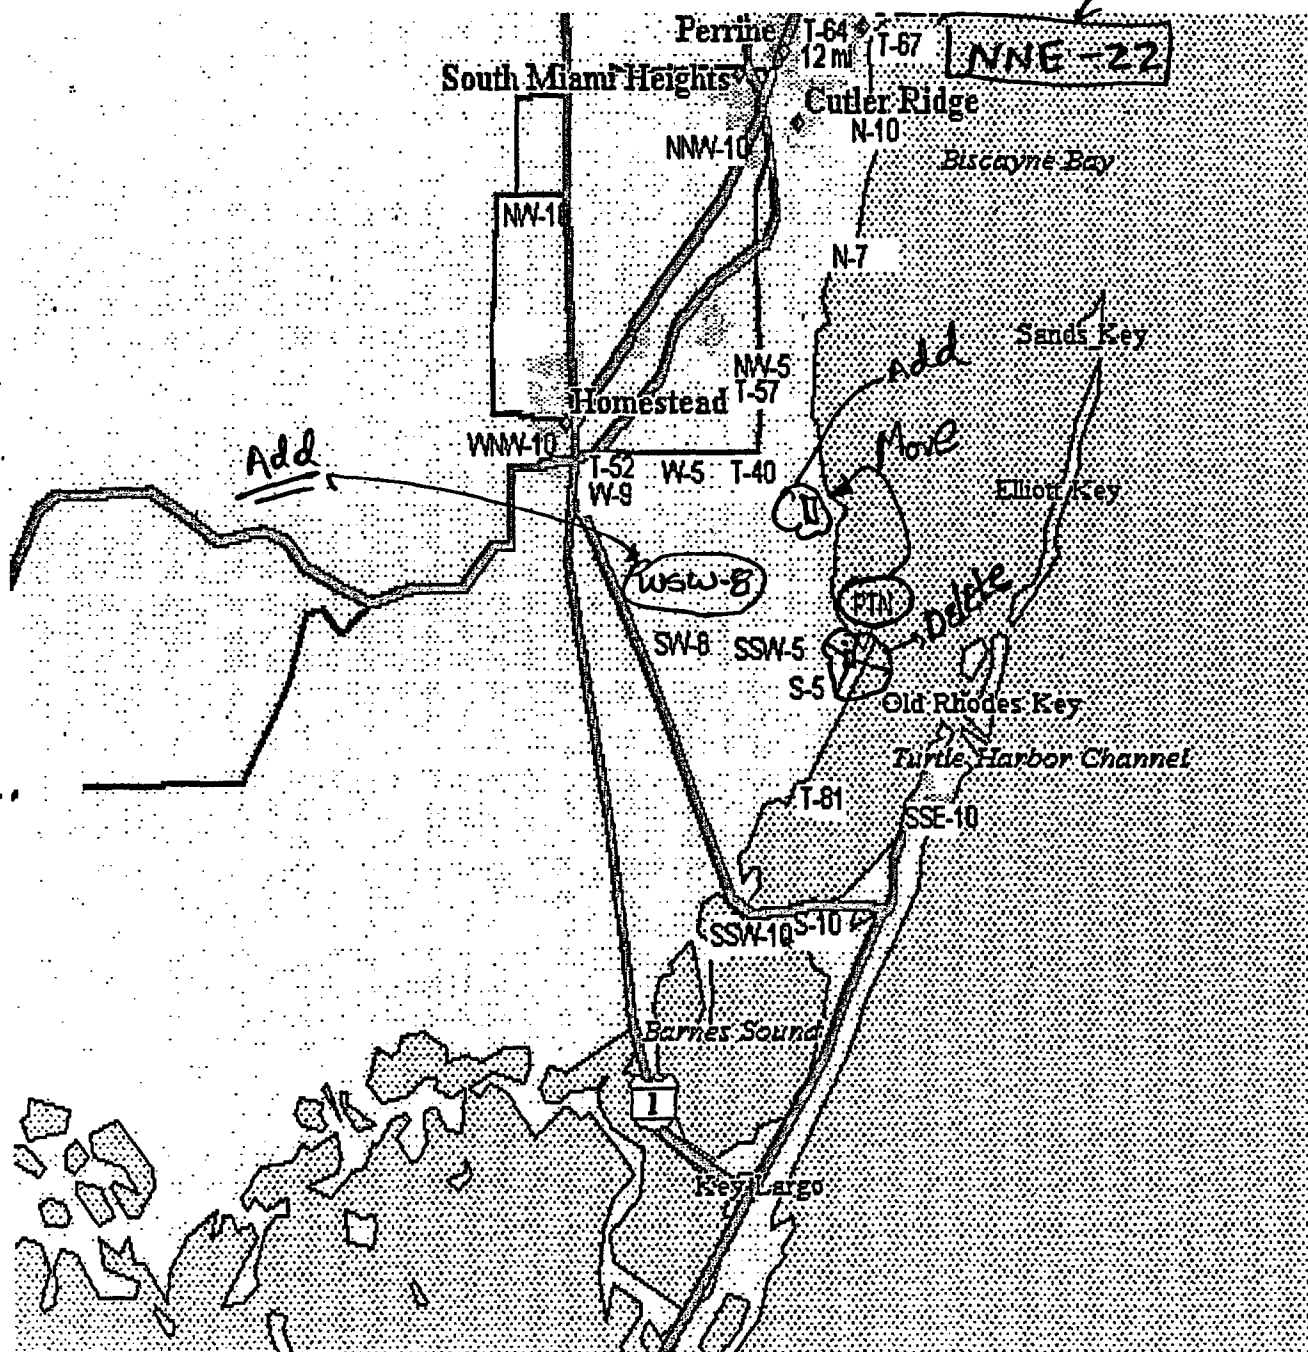 Perrine
T-64
12 mi
T-67
NNE-22
South Miami Heights
Cutler Ridge
N-10
NNW-10
Biscayne Bay
NW-1
N-7
Sands Key
Add
NW-5
T-57
Homestead
Move
Add
WNW-10
T-52
W-5
T-40
W-9
Elliott Key
WSW-8
PTN
Delete
SW-8
SSW-5
S-5
Old Rhodes Key
Turtle Harbor Channel
T-81
SSE-10
S-10
SSW-10
Barnes Sound
1
Key Largo